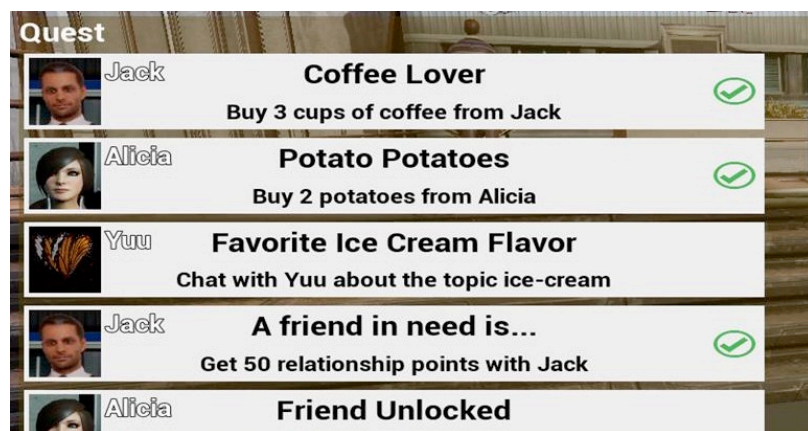 Quest
Jack
Coffee Lover
Buy 3 cups of coffee from Jack
Alicia
Potato Potatoes
Buy 2 potatoes from Alicia
Yuu
Favorite Ice Cream Flavor
Chat with Yuu about the topic ice-cream
Jack
A friend in need is...
Get 50 relationship points with Jack
Alicia
Friend Unlocked